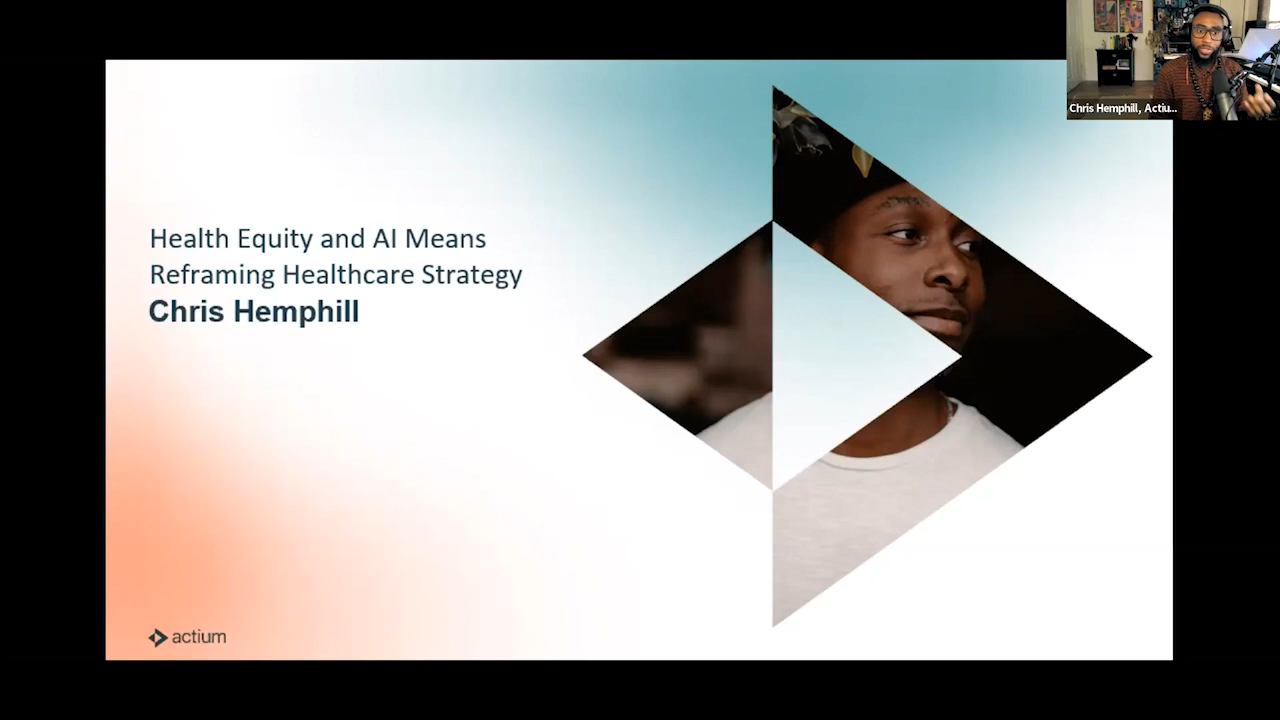 Chris Hemphill, Actiu...
Health Equity and AI Means
Reframing Healthcare Strategy
Chris Hemphill
actium